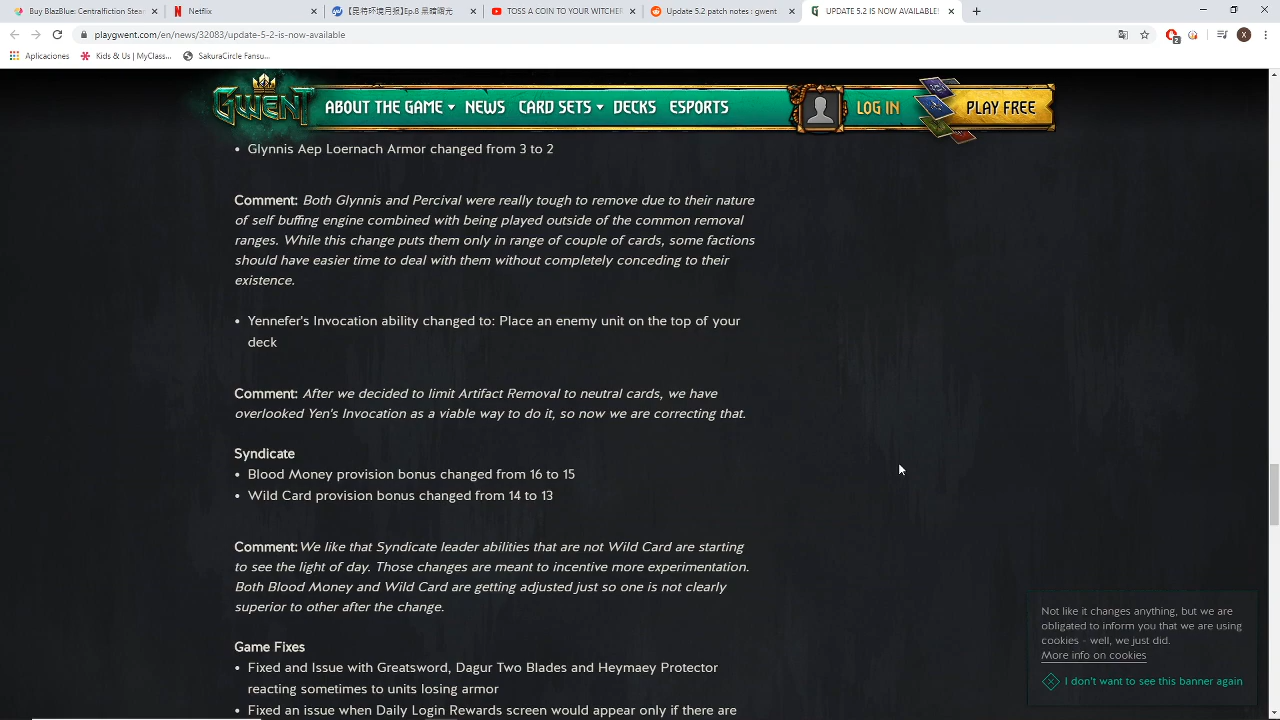 Buy BlazBlue: Centralfiction Stea
Netflix
TOSS A COIN TO YOUR WITCHER
Update 5.2 patch notes : gwent
UPDATE 5.2 IS NOW AVAILABLE!
playgwent.com/en/news/32083/update-5-2-is-now-available
2
X
Aplicaciones
Kids & Us | MyClass...
SakuraCircle Fansu...
GWENT
ABOUT THE GAME
NEWS
CARD SETS
DECKS
ESPORTS
LOG IN
PLAY FREE
• Glynnis Aep Loernach Armor changed from 3 to 2
Comment: Both Glynnis and Percival were really tough to remove due to their nature
of self buffing engine combined with being played outside of the common removal
ranges. While this change puts them only in range of couple of cards, some factions
should have easier time to deal with them without completely conceding to their
existence.
• Yennefer's Invocation ability changed to: Place an enemy unit on the top of your
deck
Comment: After we decided to limit Artifact Removal to neutral cards, we have
overlooked Yen's Invocation as a viable way to do it, so now we are correcting that.
Syndicate
• Blood Money provision bonus changed from 16 to 15
• Wild Card provision bonus changed from 14 to 13
Comment:We like that Syndicate leader abilities that are not Wild Card are starting
to see the light of day. Those changes are meant to incentive more experimentation.
Both Blood Money and Wild Card are getting adjusted just so one is not clearly
superior to other after the change.
Game Fixes
• Fixed and Issue with Greatsword, Dagur Two Blades and Heymaey Protector
reacting sometimes to units losing armor
• Fixed an issue when Daily Login Rewards screen would appear only if there are
Not like it changes anything, but we are
obligated to inform you that we are using
cookies - well, we just did.
More info on cookies
I don't want to see this banner again